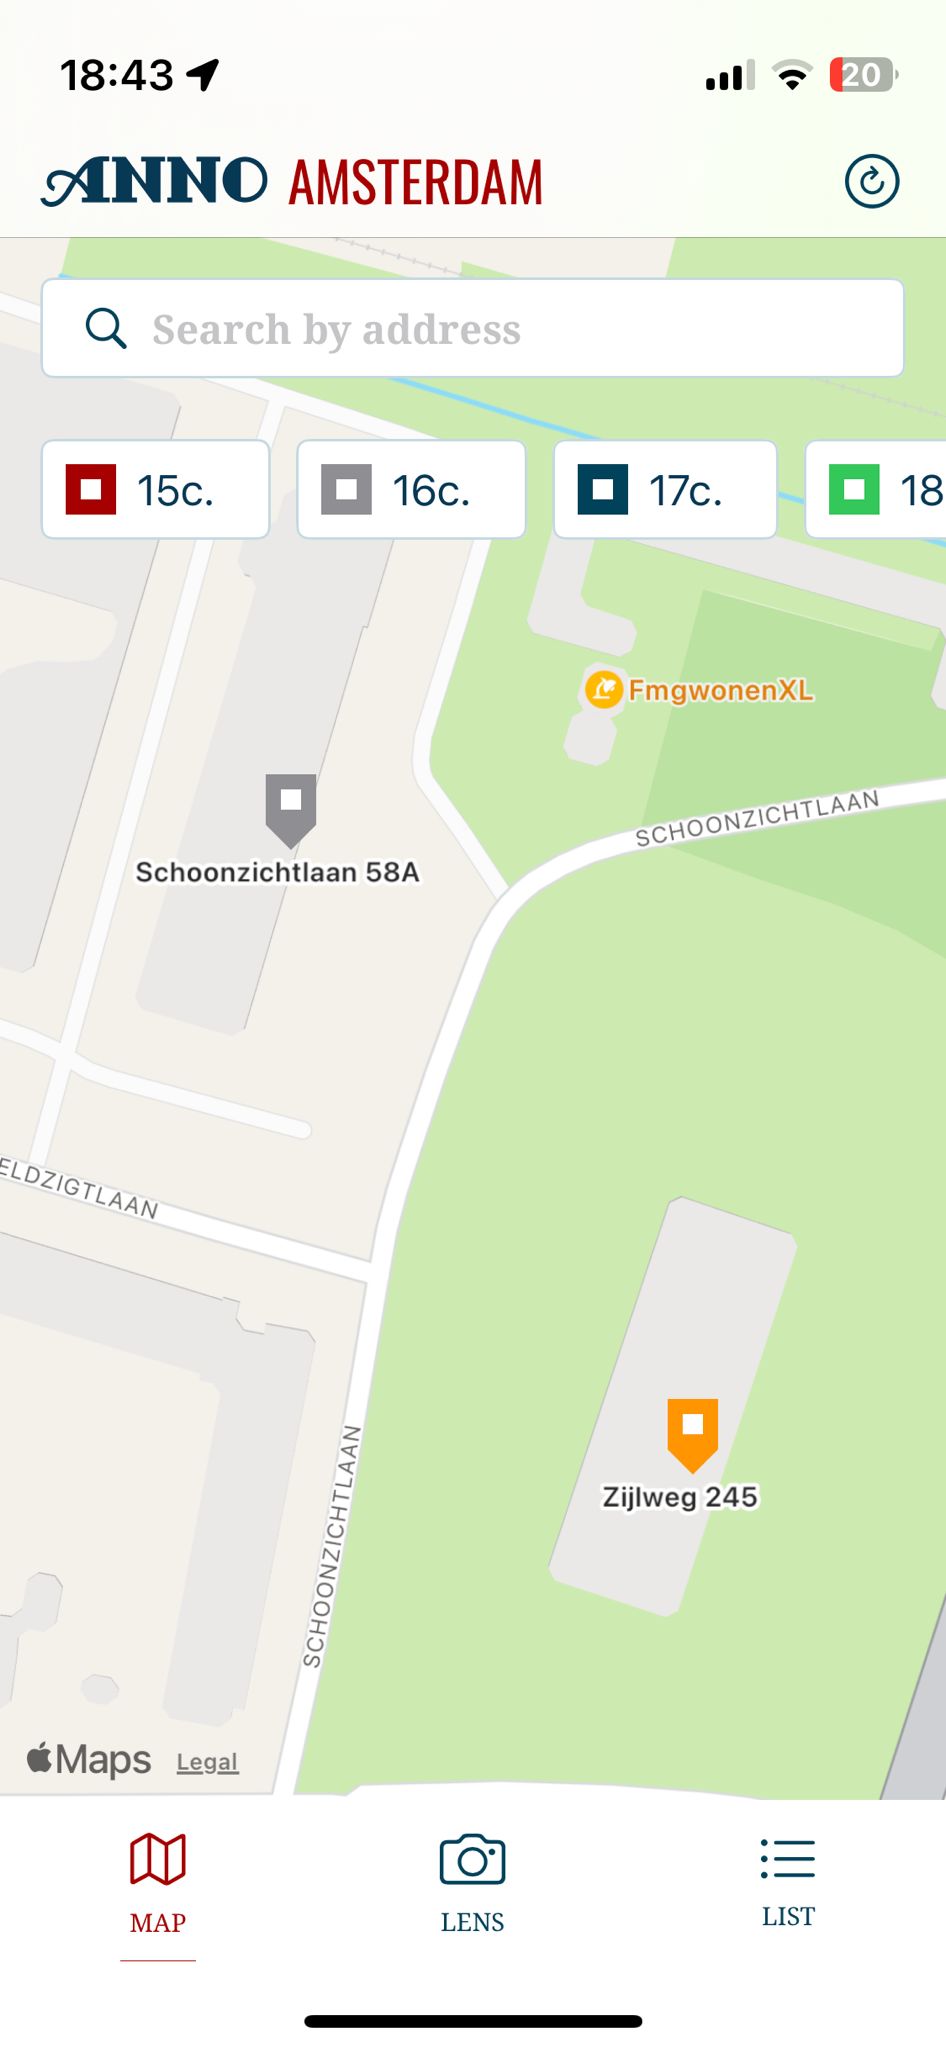 18:43
20
ANNO AMSTERDAM
Search by address
15c.
16c.
17c.
18
FmgwonenXL
SCHOONZICHTLAAN
Schoonzichtlaan 58A
ELDZIGTLAAN
SCHOONZICHTLAAN
Zijlweg 245
Maps Legal
MAP
LENS
LIST